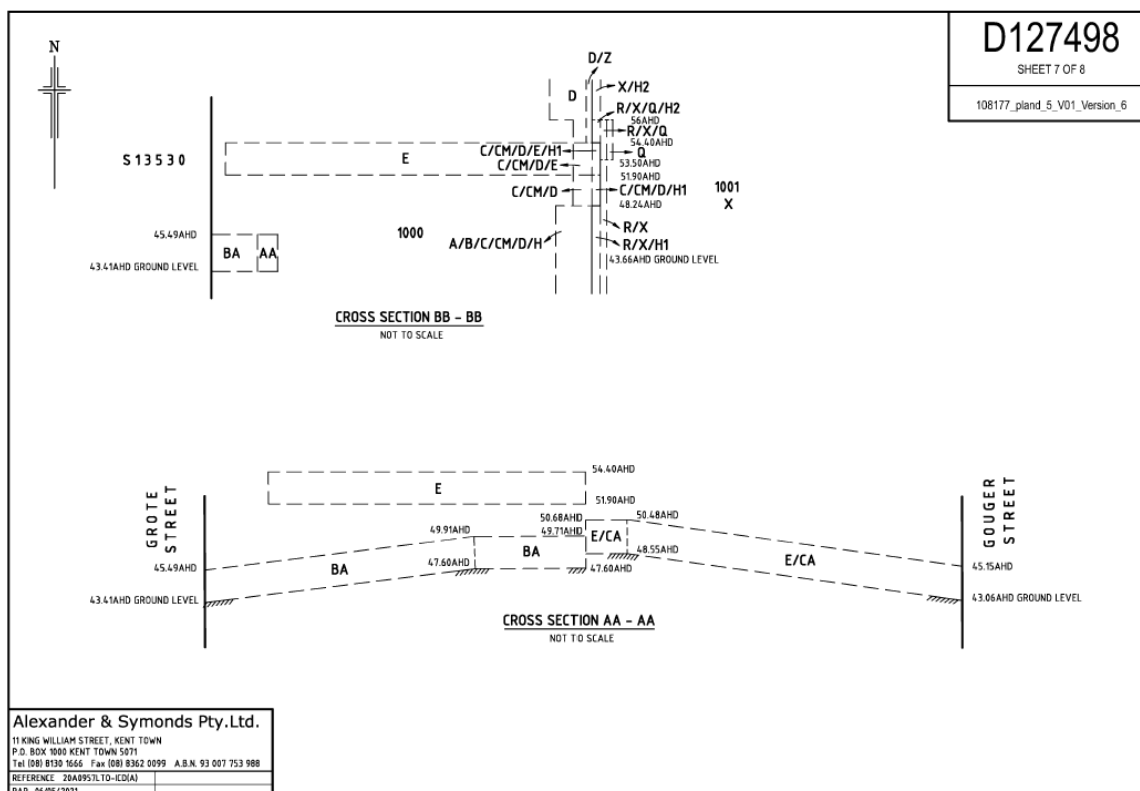 D127498
SHEET 7 OF 8
108177_pland_5_V01_Version_6
N
D/Z
X/H2
D
R/X/Q/H2
56AHD
R/X/Q
54.40AHD
C/CM/D/E/H1
Q
S13530
E
C/CM/D/E
53.50AHD
51.90AHD
C/CM/D
C/CM/D/H1
1001
X
48.24AHD
45.49AHD
1000
R/X
A/B/C/CM/D/H
R/X/H1
BA
AA
43.41AHD GROUND LEVEL
43.66AHD GROUND LEVEL
CROSS SECTION BB - BB
NOT TO SCALE
GROTE
STREET
GOUGER
STREET
54.40AHD
E
51.90AHD
50.68AHD
50.48AHD
49.91AHD
49.71AHD
E/CA
BA
48.55AHD
E/CA
45.49AHD
BA
47.60AHD
47.60AHD
45.15AHD
43.41AHD GROUND LEVEL
43.06AHD GROUND LEVEL
CROSS SECTION AA - AA
NOT TO SCALE
Alexander & Symonds Pty.Ltd.
11 KING WILLIAM STREET, KENT TOWN
P.O. BOX 1000 KENT TOWN 5071
Tel (08) 8130 1666 Fax (08) 8362 0099 A.B.N. 93 007 753 988
REFERENCE 20A0957LTO-ICD(A)